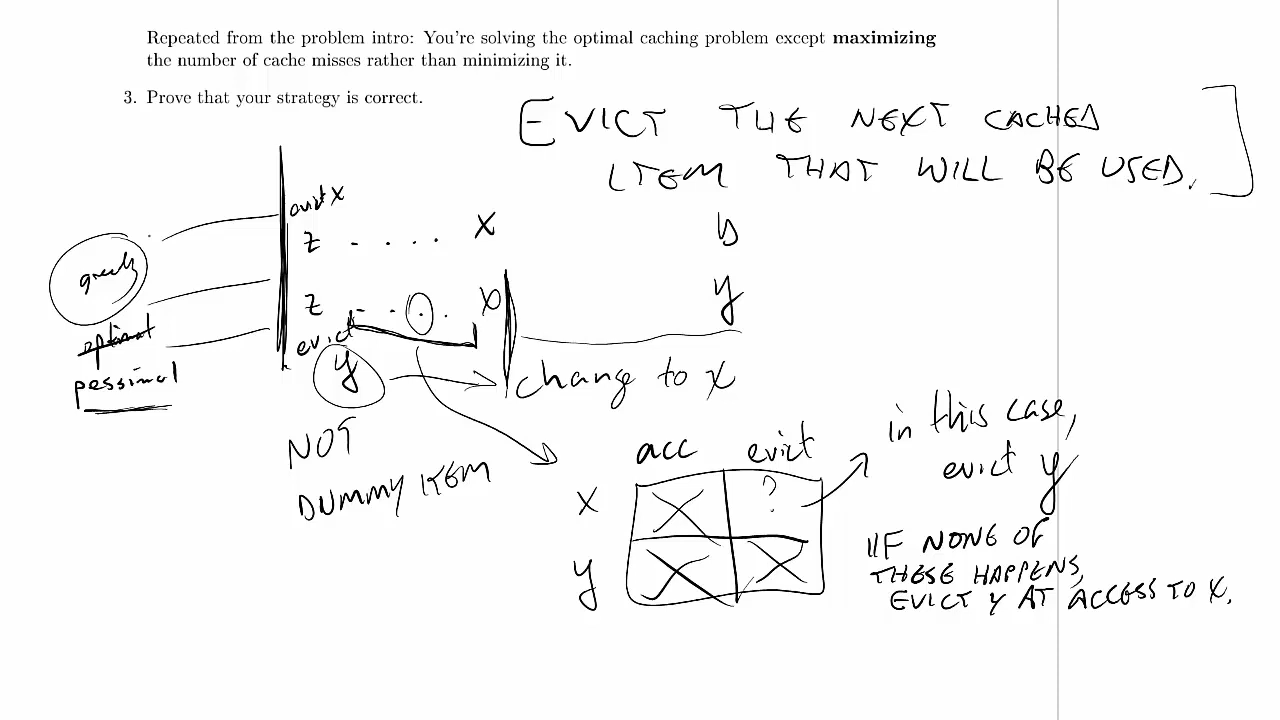 Repeated from the problem intro: You're solving the optimal caching problem except maximizing
the number of cache misses rather than minimizing it.
3. Prove that your strategy is correct.
EVICT THE NEXT CACHED
ITEM THAT WILL BE USED.
evict x
z . . . . x
b
greedy
y
z . . . . x
optimal
evict
y
pessimal
change to x
NOT
DUMMY ITEM
in this case,
evict y
acc evict
x ?
y
IF NONE OF
THESE HAPPENS,
EVICT y AT ACCESS TO x.